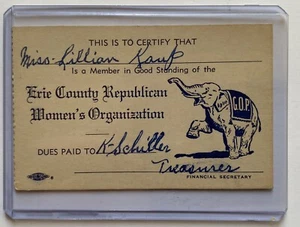 THIS IS TO CERTIFY THAT
Miss Lillian Kauf
Is a Member in Good Standing of the
Erie County Republican
Women's Organization
G.O.P.
DUES PAID TO K Schiller
Treasurer
FINANCIAL SECRETARY